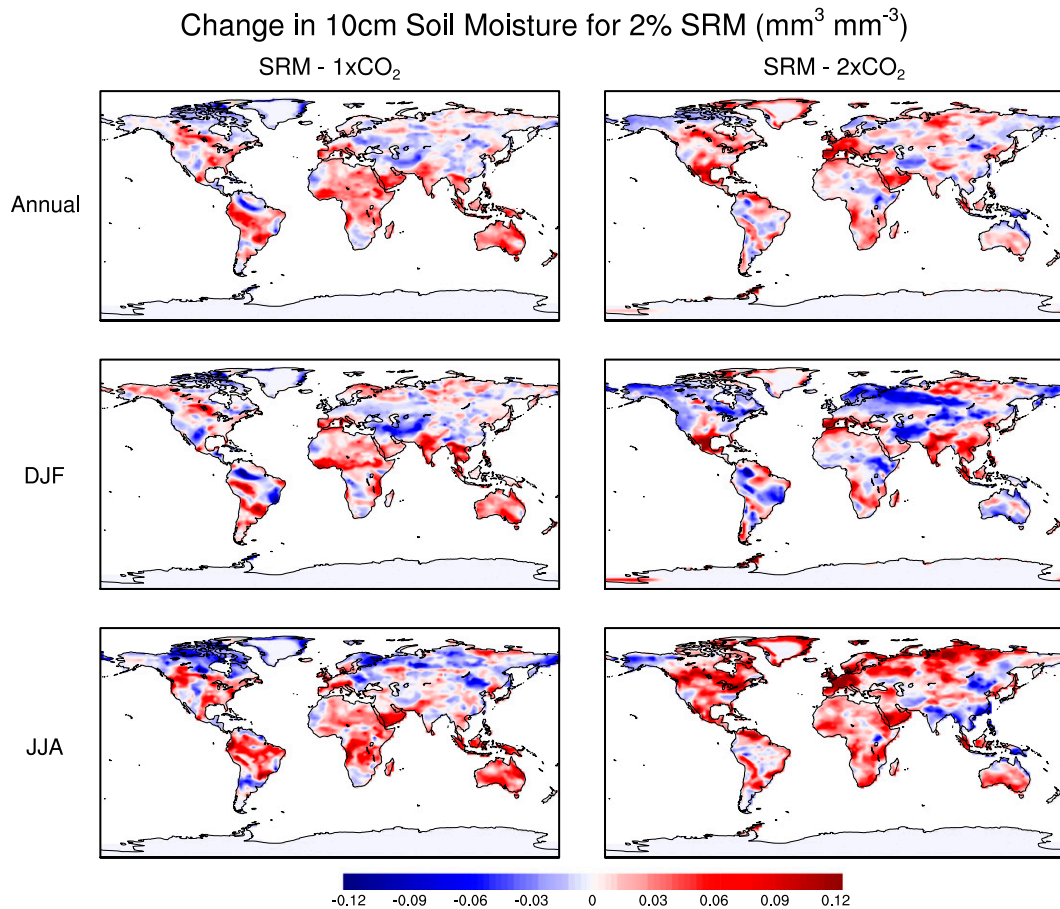 Change in 10cm Soil Moisture for 2% SRM (mm³ mm⁻³)
SRM - 1xCO₂ SRM - 2xCO₂
Annual
DJF
JJA
-0.12 -0.09 -0.06 -0.03 0 0.03 0.06 0.09 0.12